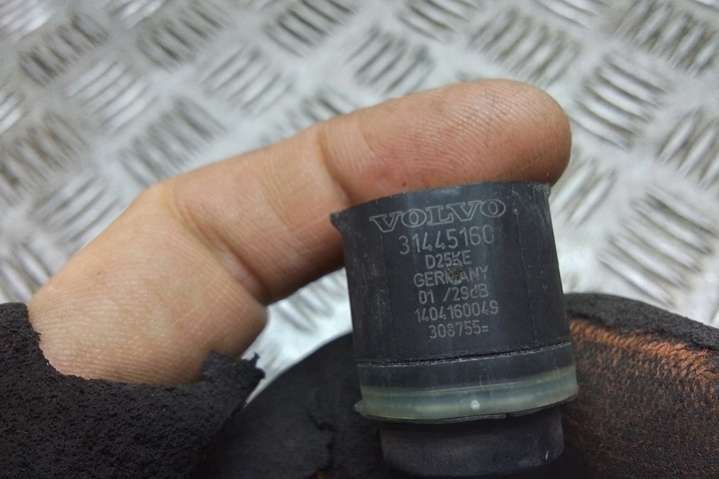 VOLVO
31445160
D25KE
GERMANY
01 /29dB
1404160049
308755=